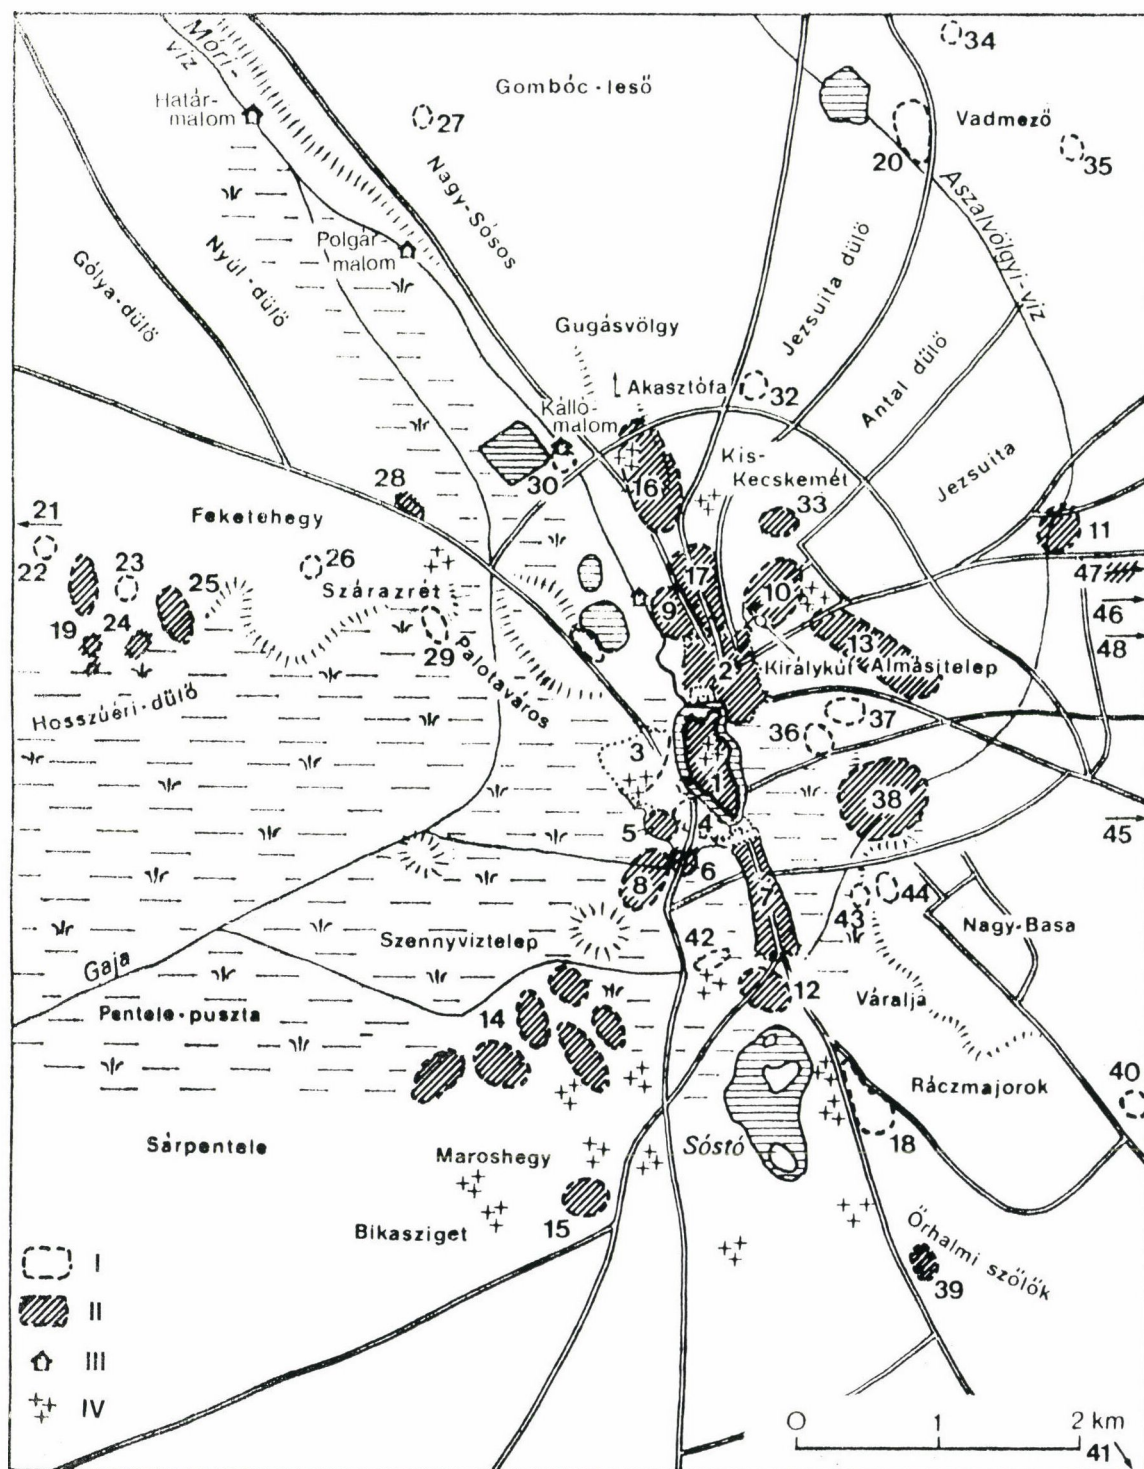 Móri-
víz
Határ-
malom
Gombóc-leső
34
27
Vadmező
20
35
Nagy-Sósos
Aszalvölgyi-víz
Polgár-
malom
Nyúl-dülő
Gólya-dülő
Jezsuita dülő
Gugásvölgy
Antal dülő
Akasztófa
32
Kálló-
malom
Kis-
Kecskemét
Jezsuita
30
16
28
33
21
Feketehegy
11
22
23
25
26
17
10
47
Szárazrét
9
46
19
24
29
13
48
Palotaváros
2
Királykút
Almásitelep
Hosszúéri-dülő
37
36
3
1
38
5
4
45
6
8
7
44
43
Nagy-Basa
Szennyvíztelep
42
Gaja
12
Váralja
Pentele-puszta
14
40
Ráczmajorok
18
Sárpentele
Maroshegy
Sóstó
15
Bikasziget
Őrhalmi szőlők
39
I
II
III
IV
0 1 2 km
41